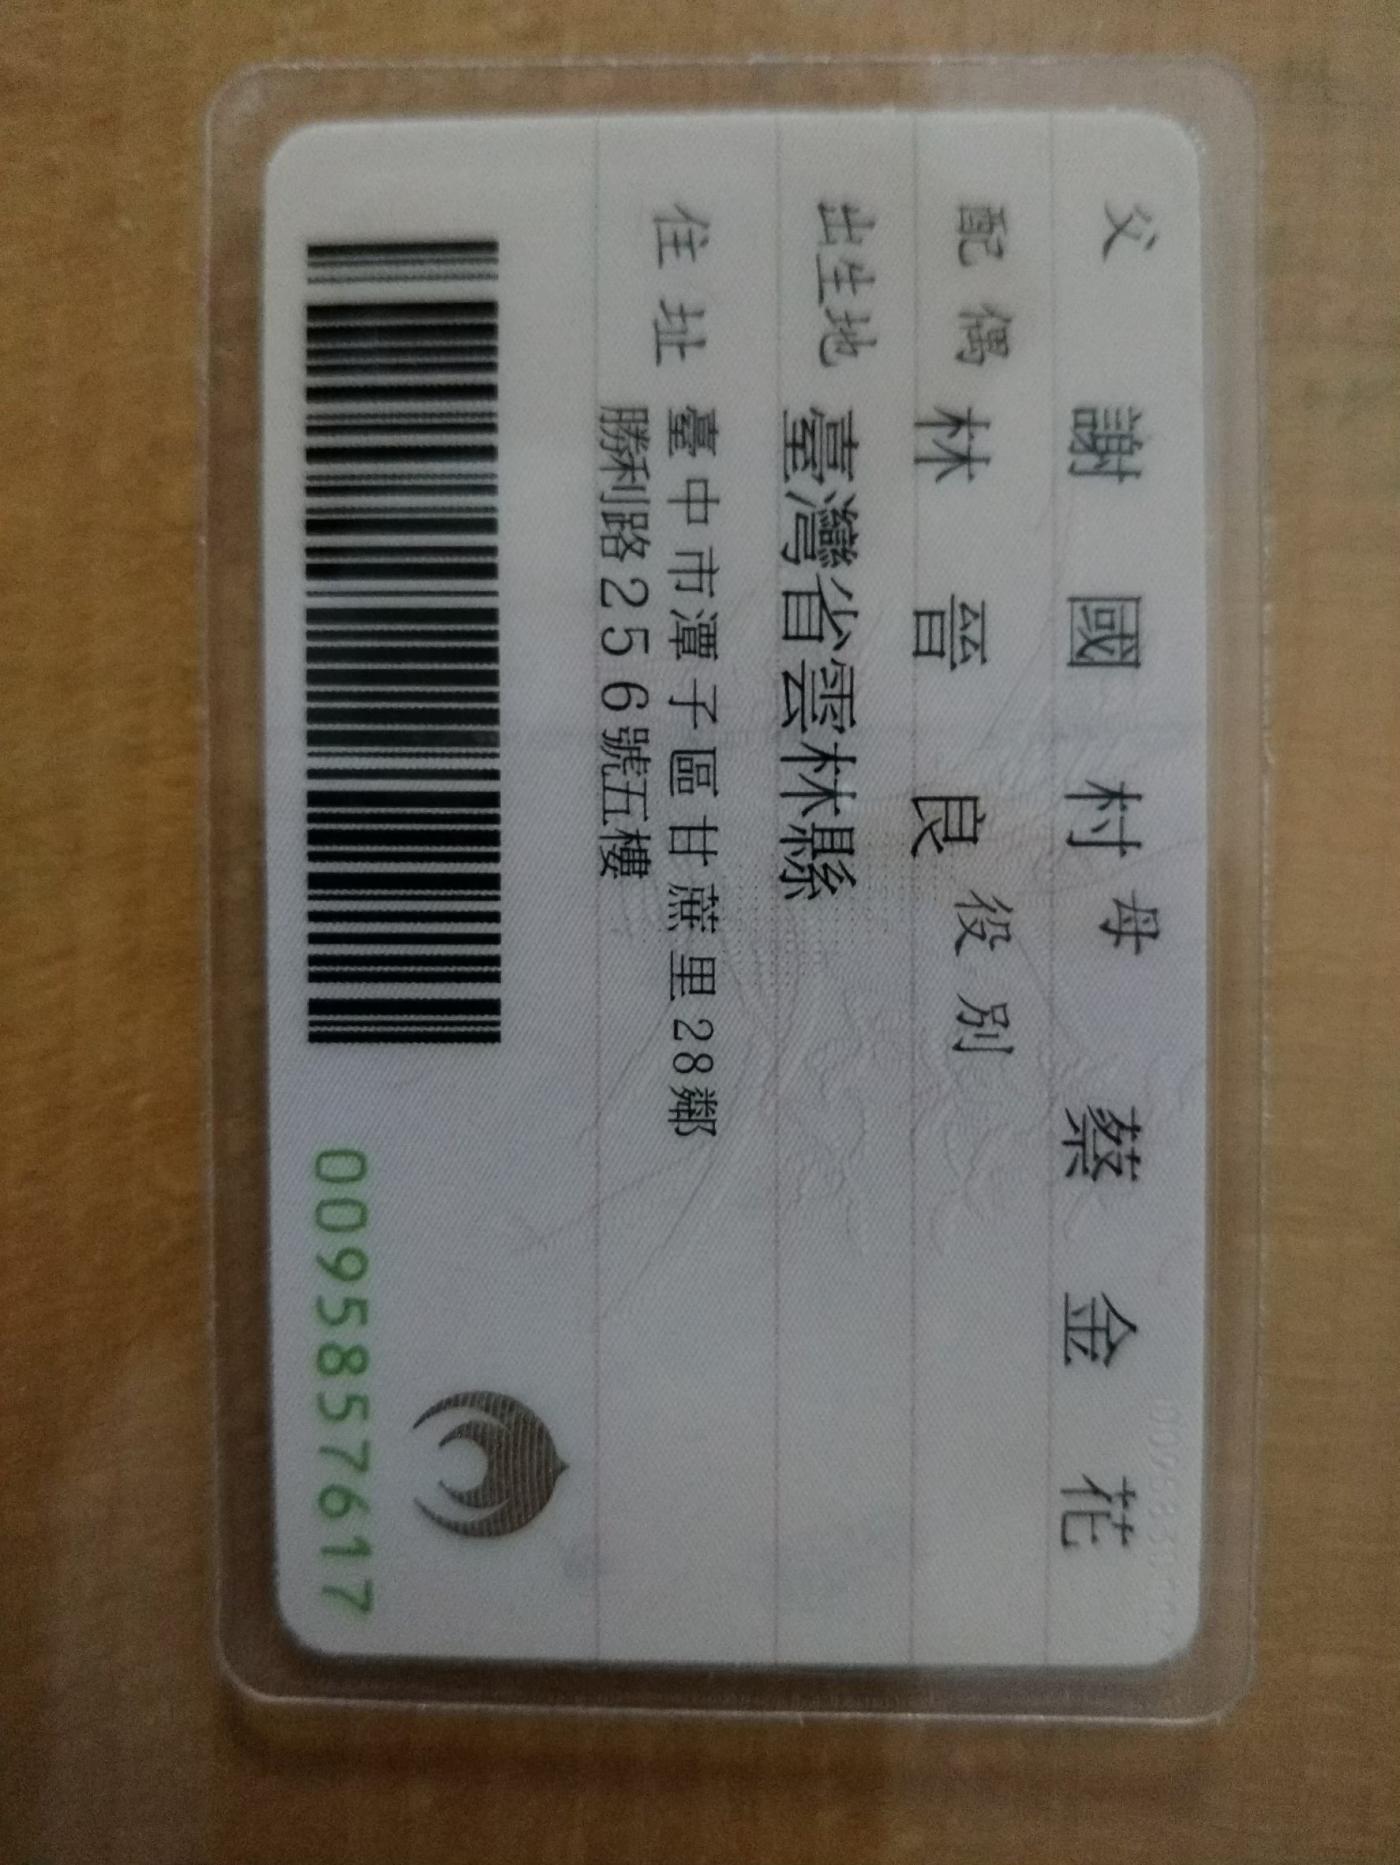 父 謝國村 母 蔡金花
配偶 林晉良 役別
出生地 臺灣省雲林縣
住址 臺中市潭子區甘蔗里28鄰
勝利路256號五樓
0095857617